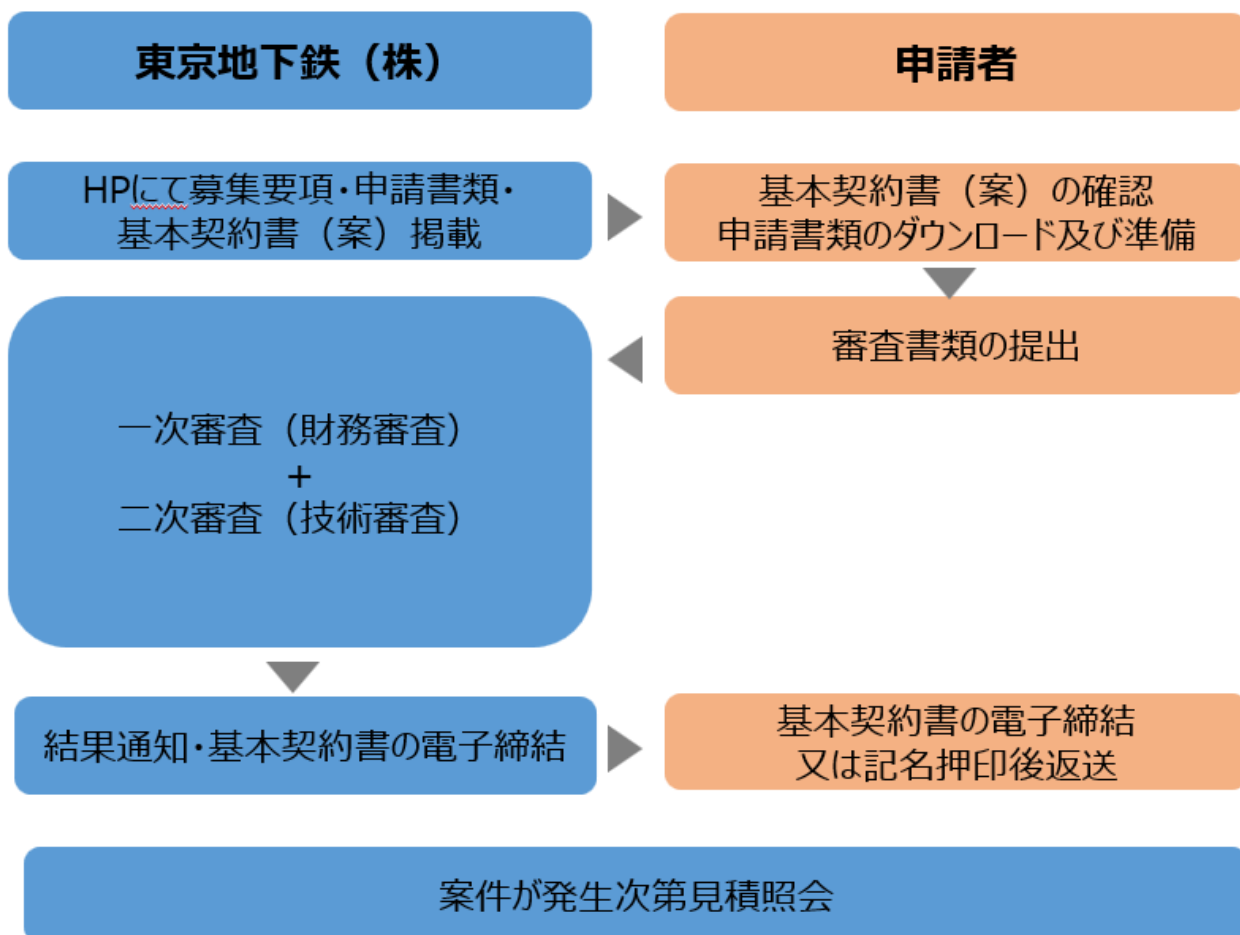 東京地下鉄（株）
申請者
HPにて募集要項・申請書類・
基本契約書（案）掲載
基本契約書（案）の確認
申請書類のダウンロード及び準備
審査書類の提出
一次審査（財務審査）
+
二次審査（技術審査）
結果通知・基本契約書の電子締結
基本契約書の電子締結
又は記名押印後返送
案件が発生次第見積照会